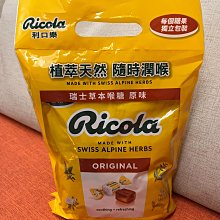 Ricola
利口樂
每個糖果
獨立包裝
植萃天然 隨時潤喉
MADE WITH SWISS ALPINE HERBS
瑞士草本喉糖 原味
Ricola
MADE WITH
SWISS ALPINE HERBS
ORIGINAL
soothing • refreshing